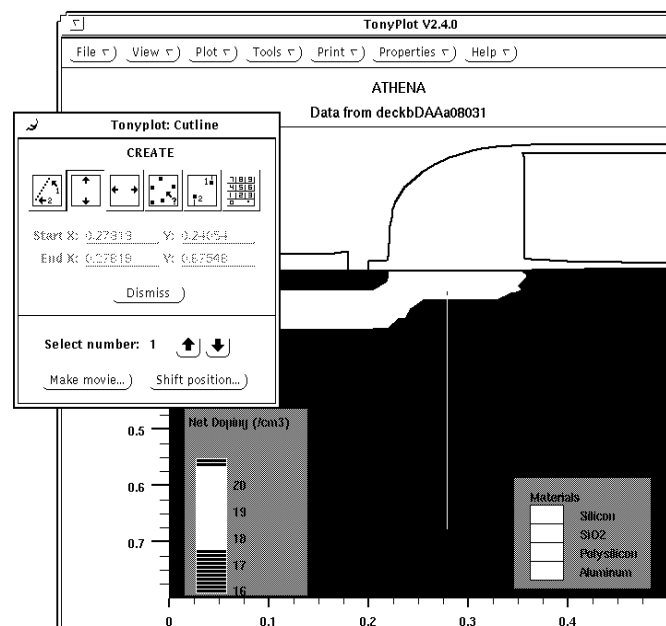 TonyPlot V2.4.0
File View Plot Tools Print Properties Help
ATHENA
Data from deckbDAAa08031
Tonyplot: Cutline
CREATE
Start X: 0.27819 Y: 0.24054
End X: 0.27819 Y: 0.67548
Dismiss
Select number: 1
Make movie... Shift position...
Net Doping (/cm3)
20
19
18
17
16
Materials
Silicon
SiO2
Polysilicon
Aluminum
0.5
0.6
0.7
0 0.1 0.2 0.3 0.4